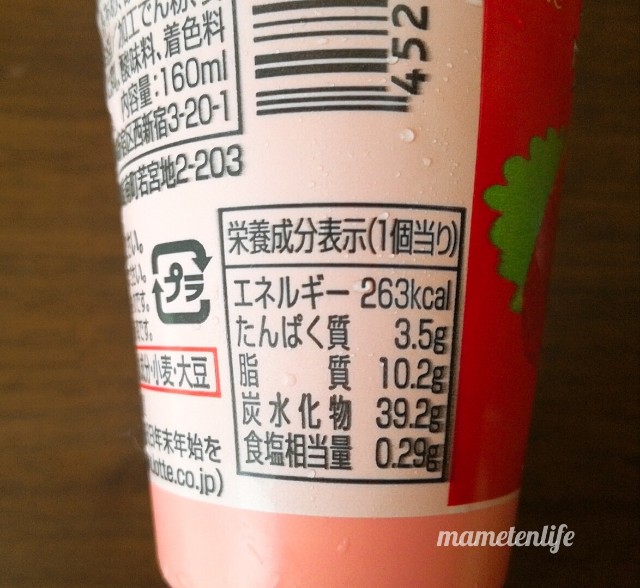 加工でん粉、
酸味料、着色料
内容量:160ml
西新宿3-20-1
町若宮地2-203
452
栄養成分表示(1個当り)
エネルギー 263kcal
たんぱく質 3.5g
脂質 10.2g
炭水化物 39.2g
食塩相当量 0.29g
プラ
・小麦・大豆
年末年始を
otte.co.jp)
mametenlife